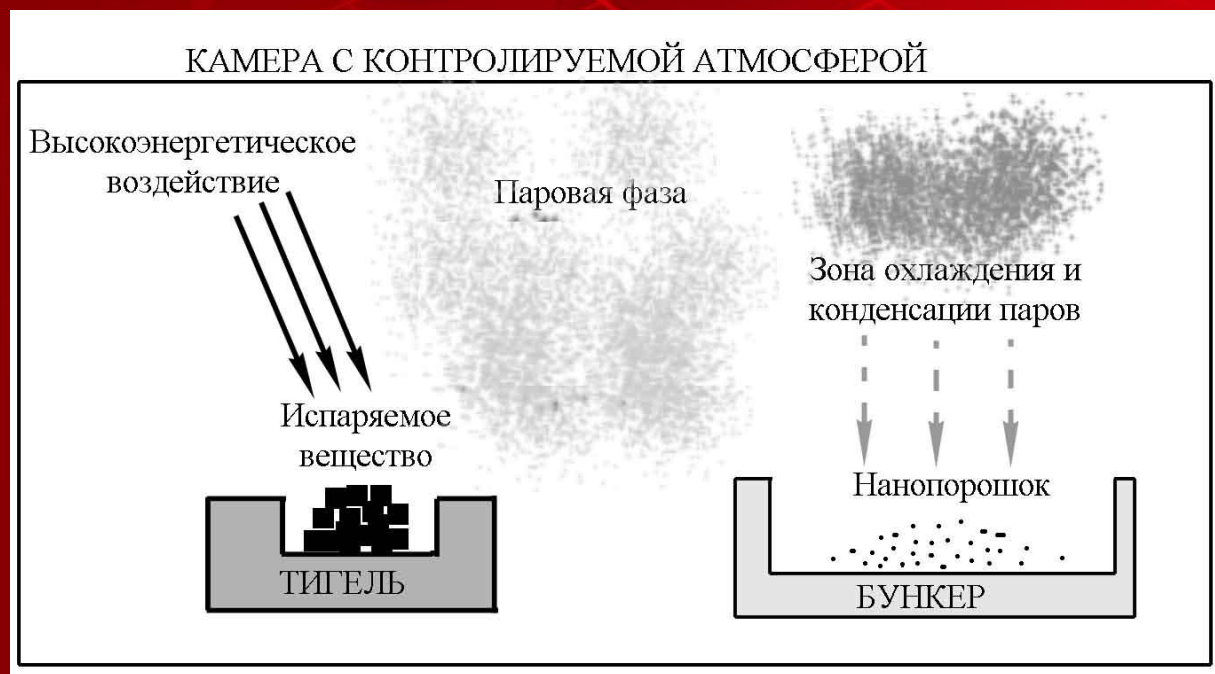 КАМЕРА С КОНТРОЛИРУЕМОЙ АТМОСФЕРОЙ
Высокоэнергетическое
воздействие
Паровая фаза
Зона охлаждения и
конденсации паров
Испаряемое
вещество
Нанопорошок
ТИГЕЛЬ
БУНКЕР